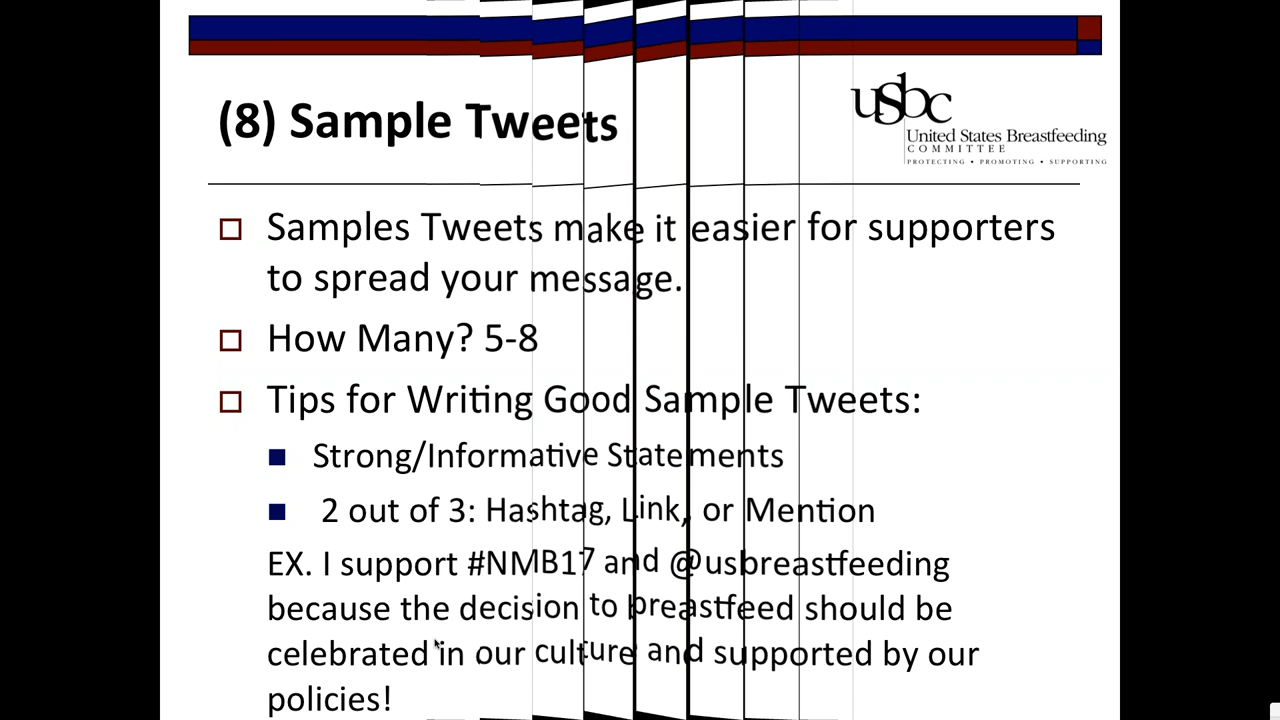 (8) Sample Tweets
usbc
United States Breastfeeding
COMMITTEE
PROTECTING • PROMOTING • SUPPORTING
Samples Tweets make it easier for supporters
to spread your message.
How Many? 5-8
Tips for Writing Good Sample Tweets:
Strong/Informative Statements
2 out of 3: Hashtag, Link, or Mention
EX. I support #NMB17 and @usbreastfeeding
because the decision to breastfeed should be
celebrated in our culture and supported by our
policies!